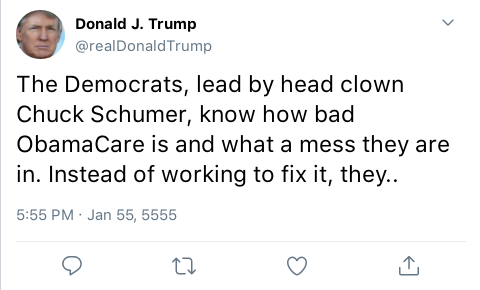 Donald J. Trump
@realDonaldTrump
The Democrats, lead by head clown
Chuck Schumer, know how bad
ObamaCare is and what a mess they are
in. Instead of working to fix it, they..
5:55 PM · Jan 55, 5555